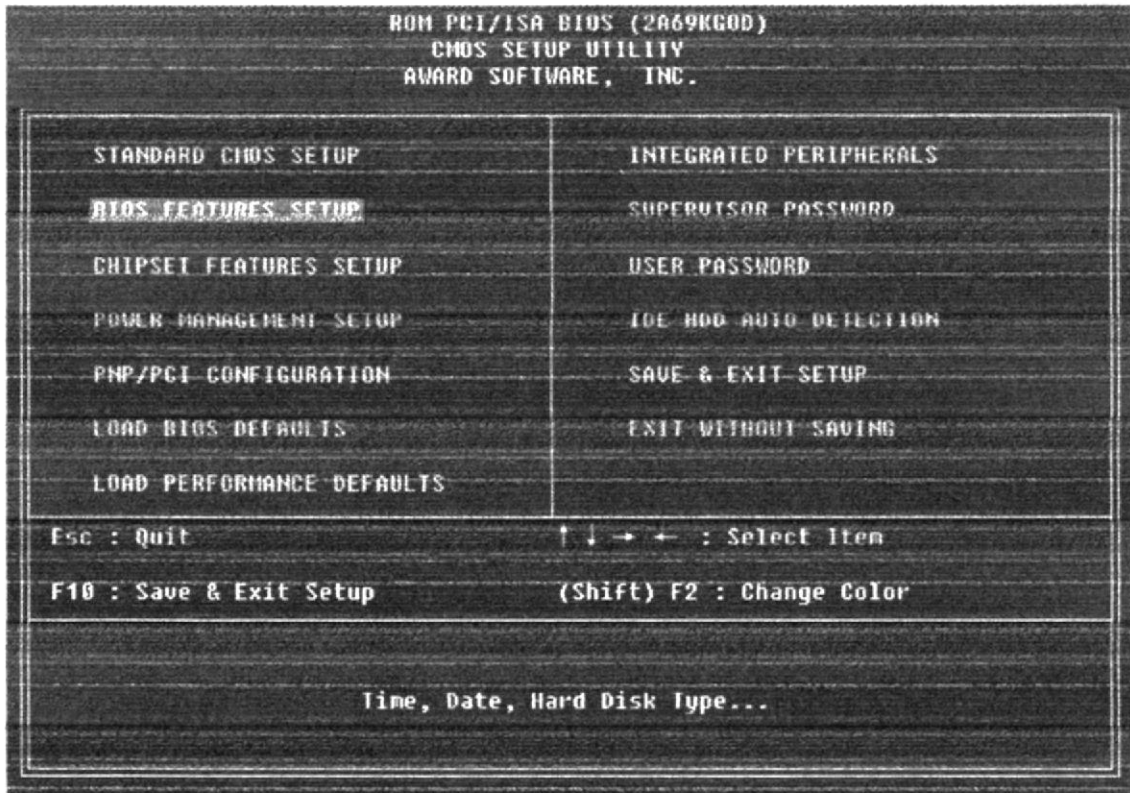 ROM PCI/ISA BIOS (2A69KG0D)
CMOS SETUP UTILITY
AWARD SOFTWARE, INC.
STANDARD CMOS SETUP
BIOS FEATURES SETUP
CHIPSET FEATURES SETUP
POWER MANAGEMENT SETUP
PNP/PCI CONFIGURATION
LOAD BIOS DEFAULTS
LOAD PERFORMANCE DEFAULTS
INTEGRATED PERIPHERALS
SUPERVISOR PASSWORD
USER PASSWORD
IDE HDD AUTO DETECTION
SAVE & EXIT SETUP
EXIT WITHOUT SAVING
Esc : Quit
↑ ↓ → ← : Select Item
F10 : Save & Exit Setup
(Shift) F2 : Change Color
Time, Date, Hard Disk Type...